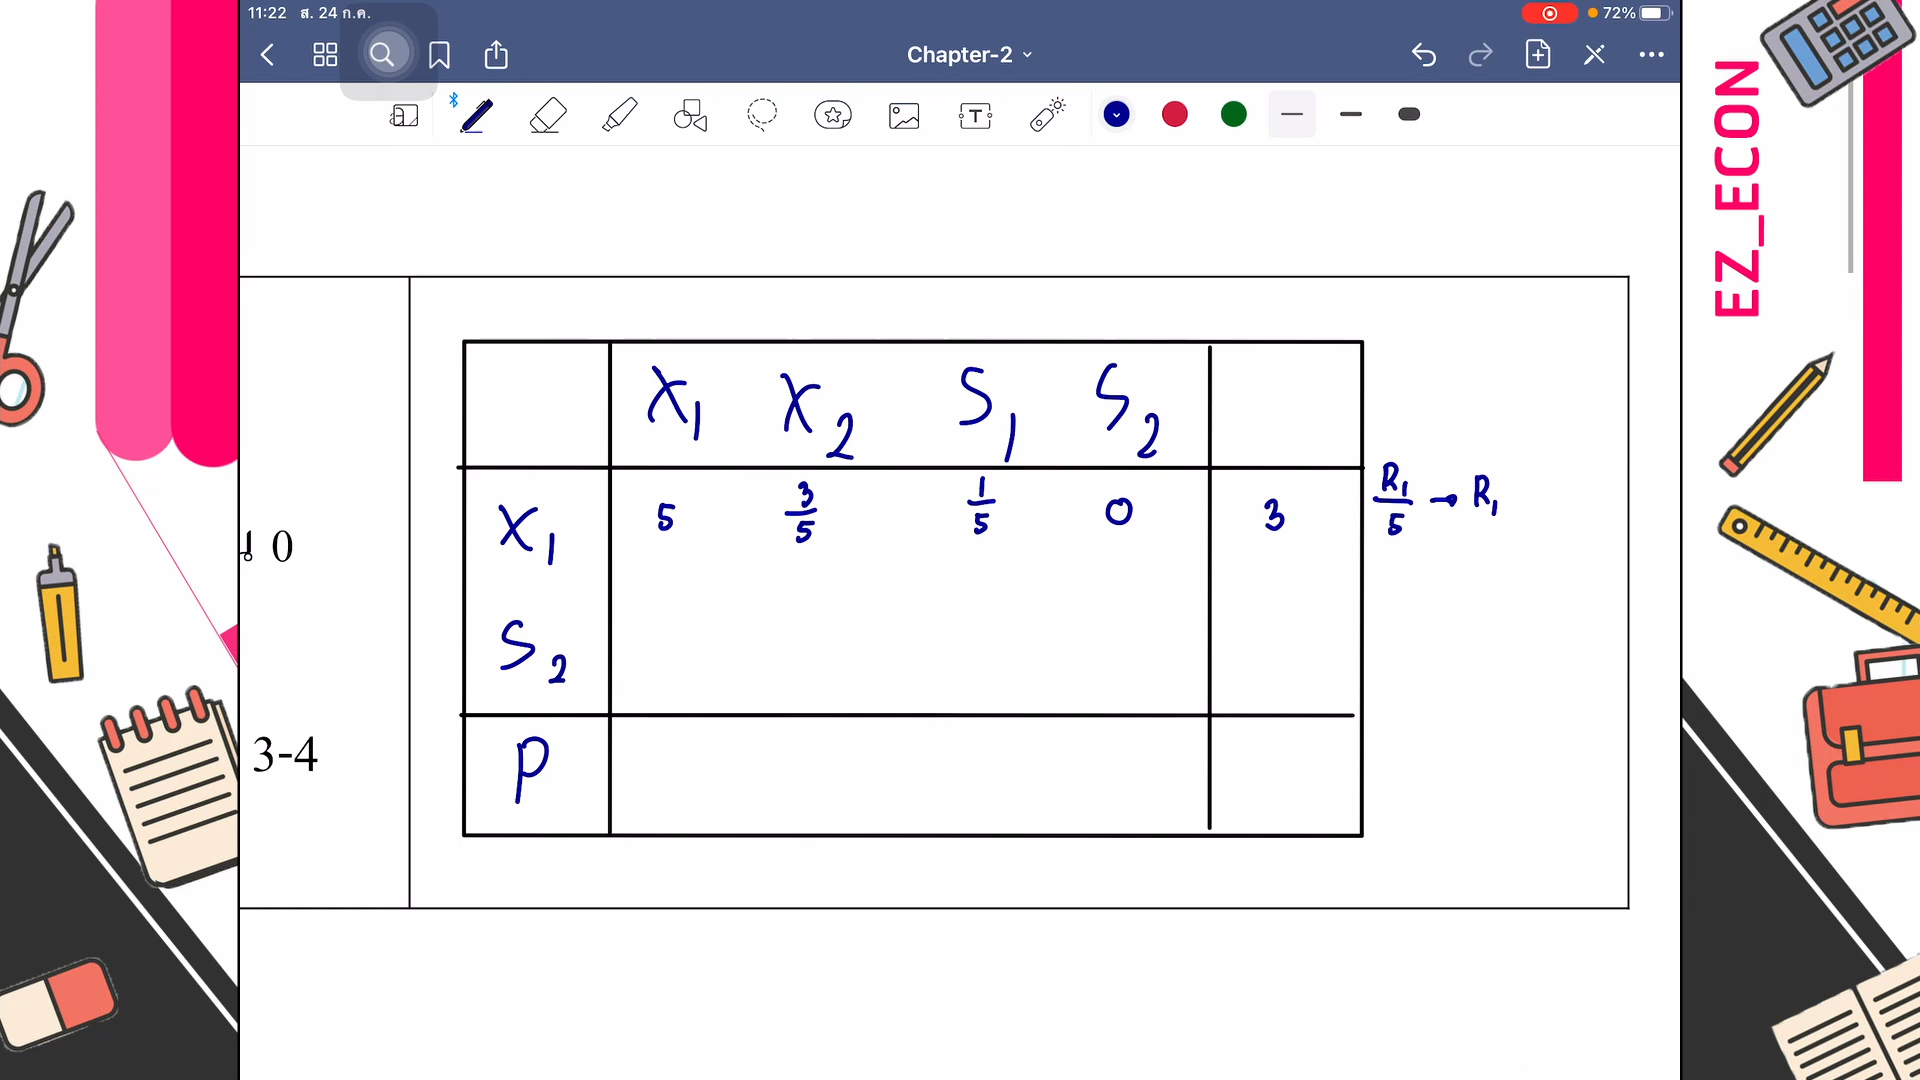 11:22 ส. 24 ก.ค.
72%
Chapter-2
EZ_ECON
X₁ X₂ S₁ S₂
X₁ 5 3/5 1/5 0 3 R₁/5 → R₁
0
S₂
3-4
P